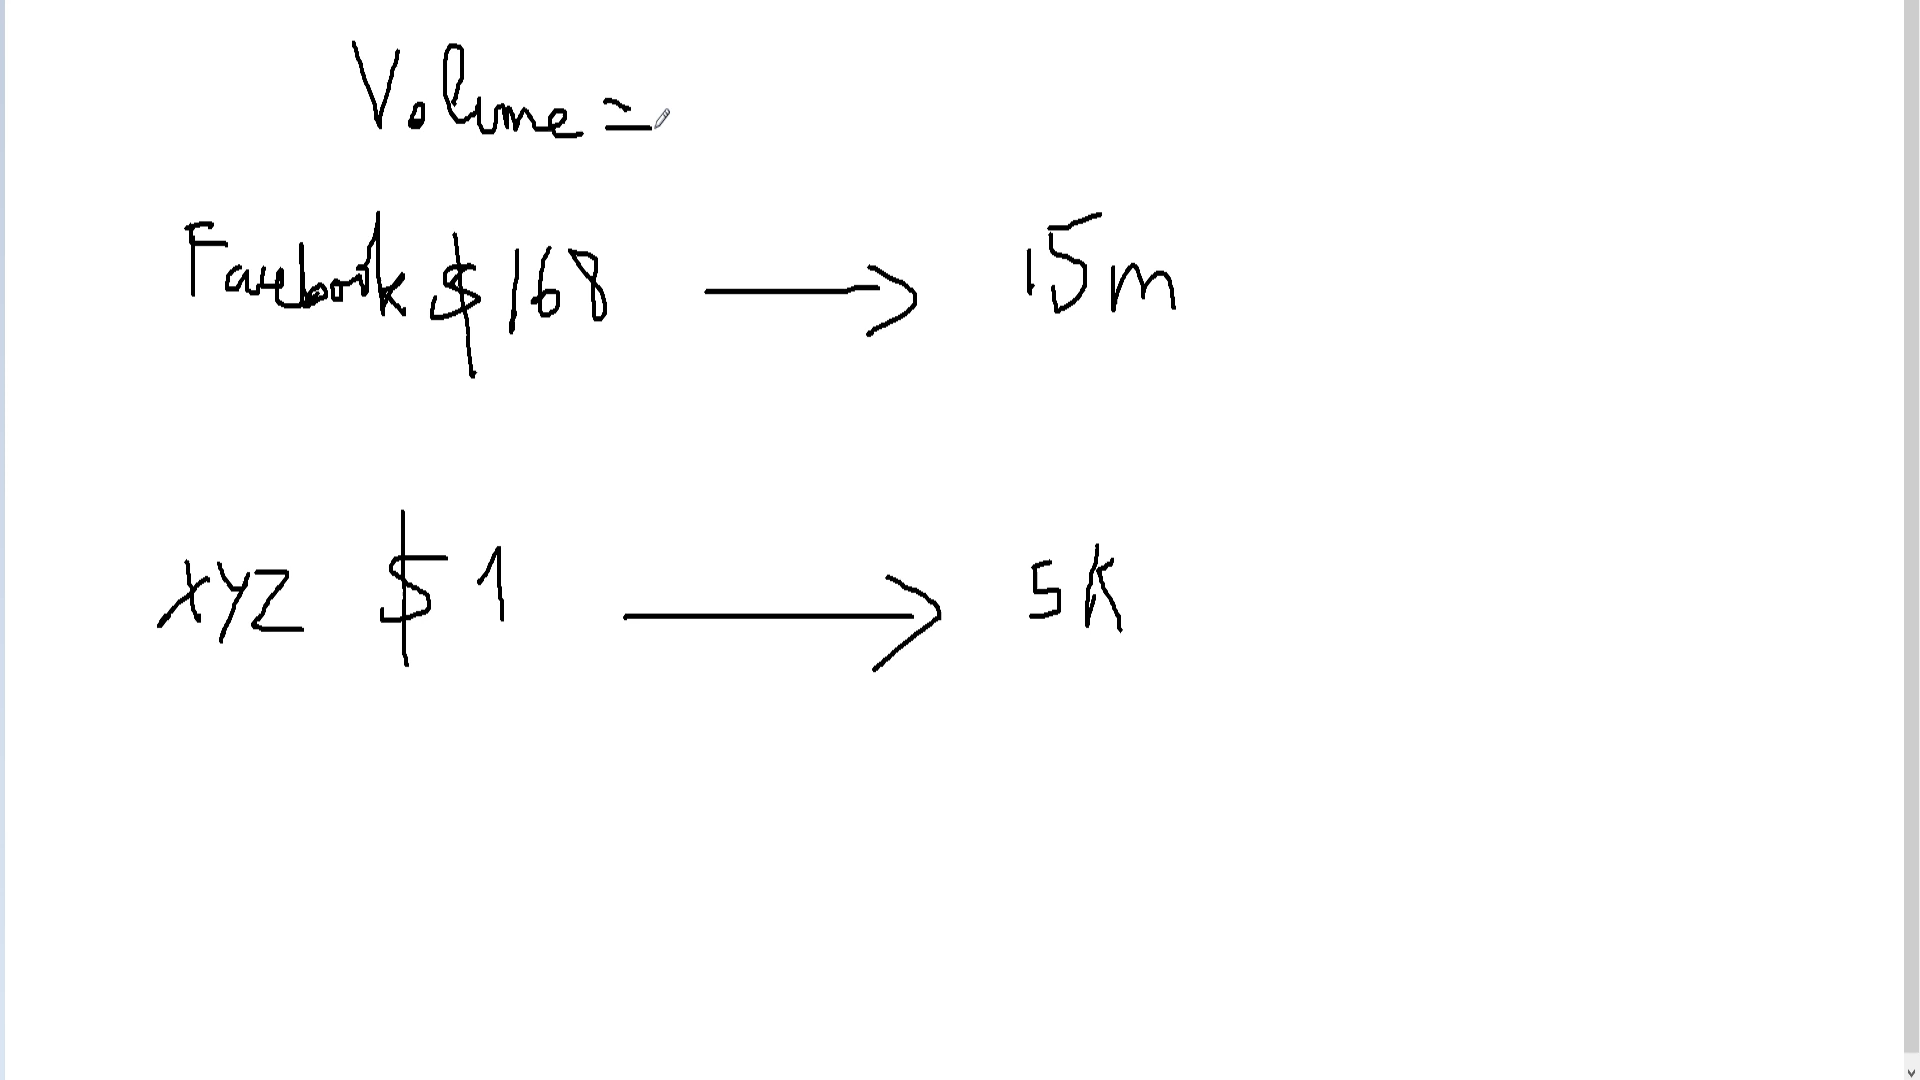 Volume =
Facebook $168 → 15m
XYZ $1 → 5K